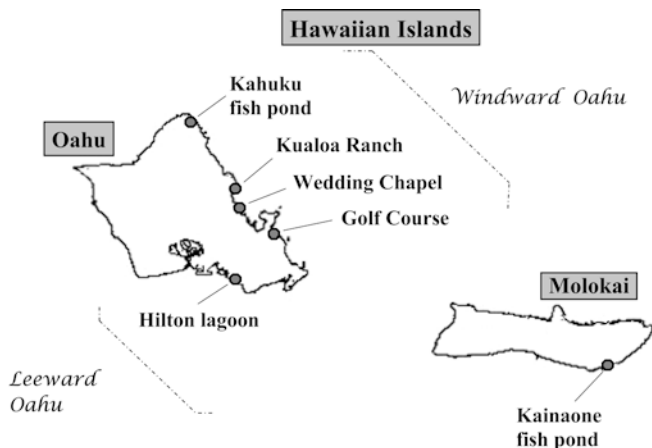 Hawaiian Islands
Windward Oahu
Kahuku
fish pond
Oahu
Kualoa Ranch
Wedding Chapel
Golf Course
Molokai
Hilton lagoon
Leeward
Oahu
Kainaone
fish pond